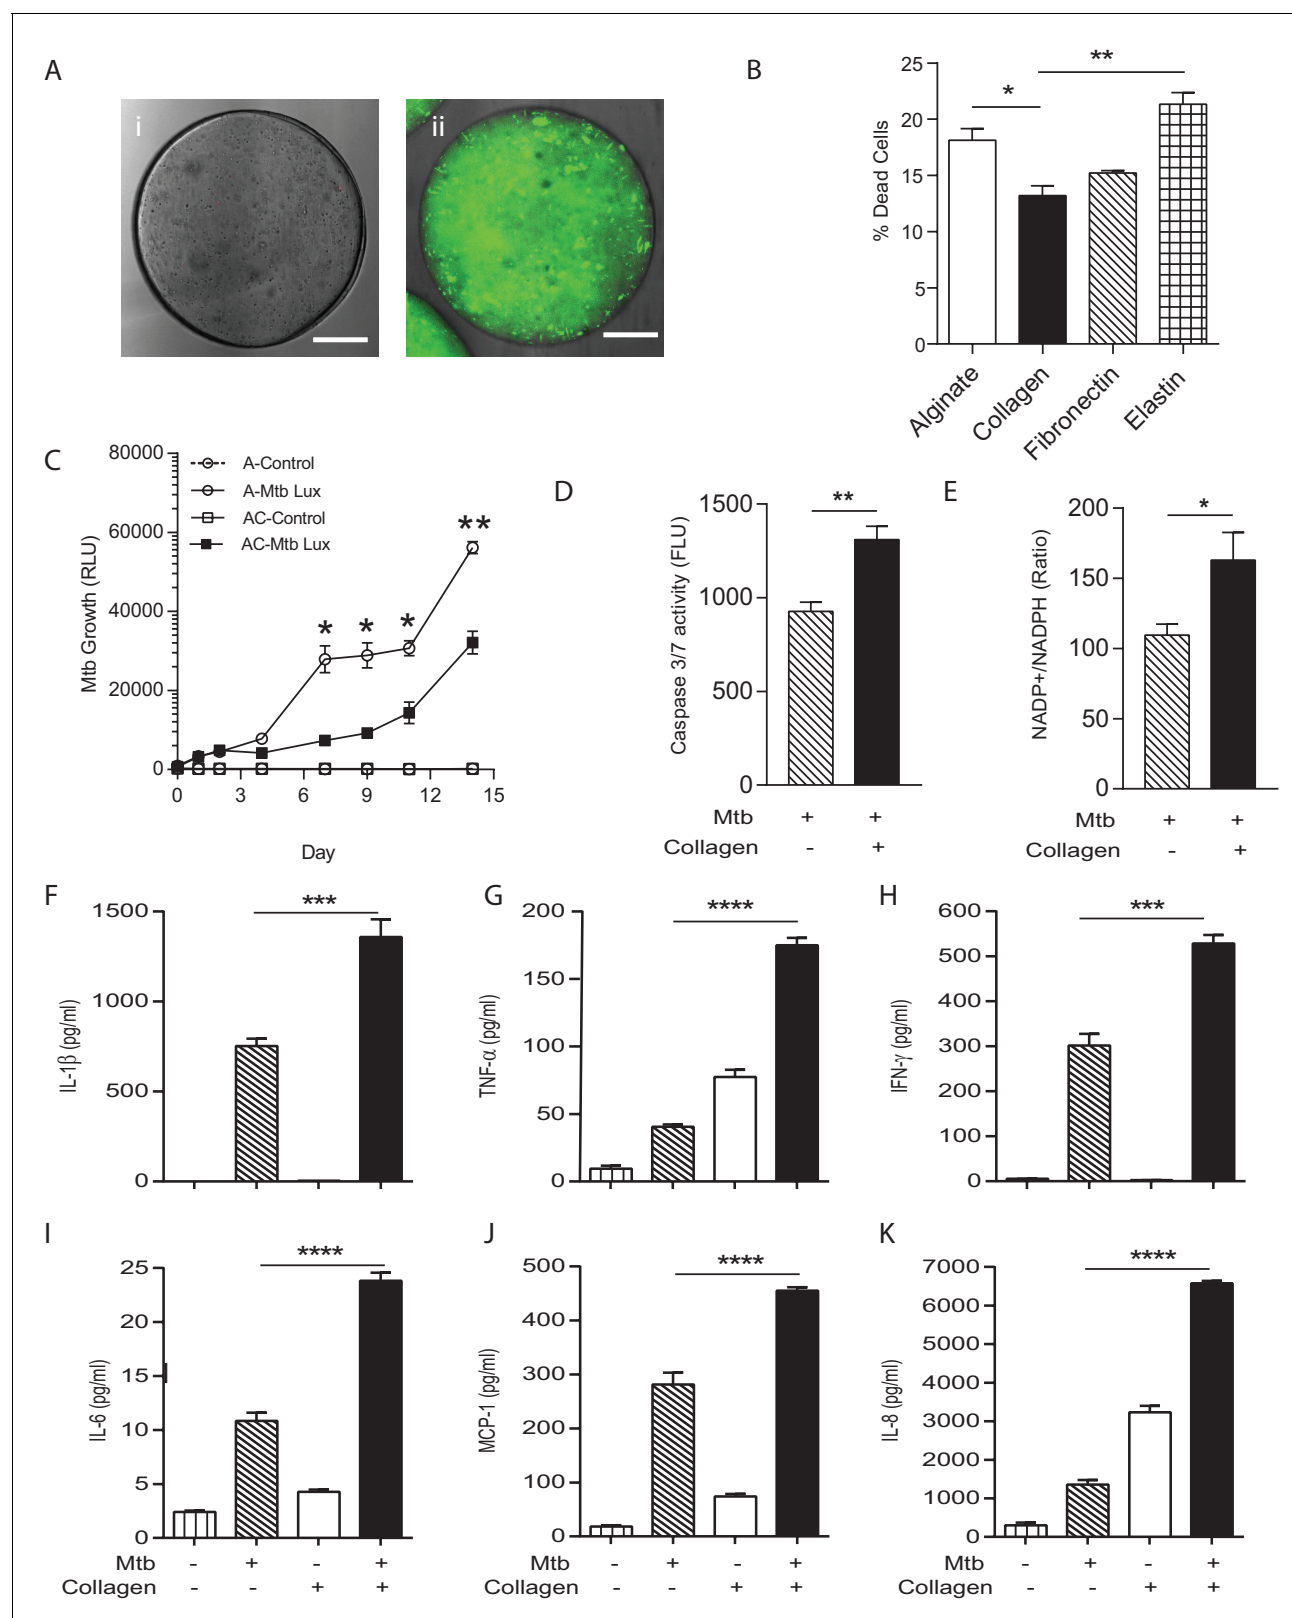 A
i
ii
B
% Dead Cells
25
20
15
10
5
0
*
**
Alginate
Collagen
Fibronectin
Elastin
C
Mtb Growth (RLU)
80000
60000
40000
20000
0
A-Control
A-Mtb Lux
AC-Control
AC-Mtb Lux
* * * **
0 3 6 9 12 15
Day
D
Caspase 3/7 activity (FLU)
1500
1000
500
0
**
Mtb + +
Collagen - +
E
NADP+/NADPH (Ratio)
200
150
100
50
0
*
Mtb + +
Collagen - +
F
IL-1β (pg/ml)
1500
1000
500
0
***
G
TNF-α (pg/ml)
200
150
100
50
0
****
H
IFN-γ (pg/ml)
600
500
400
300
200
100
0
***
I
IL-6 (pg/ml)
25
20
15
10
5
0
****
Mtb - + - +
Collagen - - + +
J
MCP-1 (pg/ml)
500
400
300
200
100
0
****
- + - +
- - + +
K
IL-8 (pg/ml)
7000
6000
5000
4000
3000
2000
1000
0
****
Mtb - + - +
Collagen - - + +